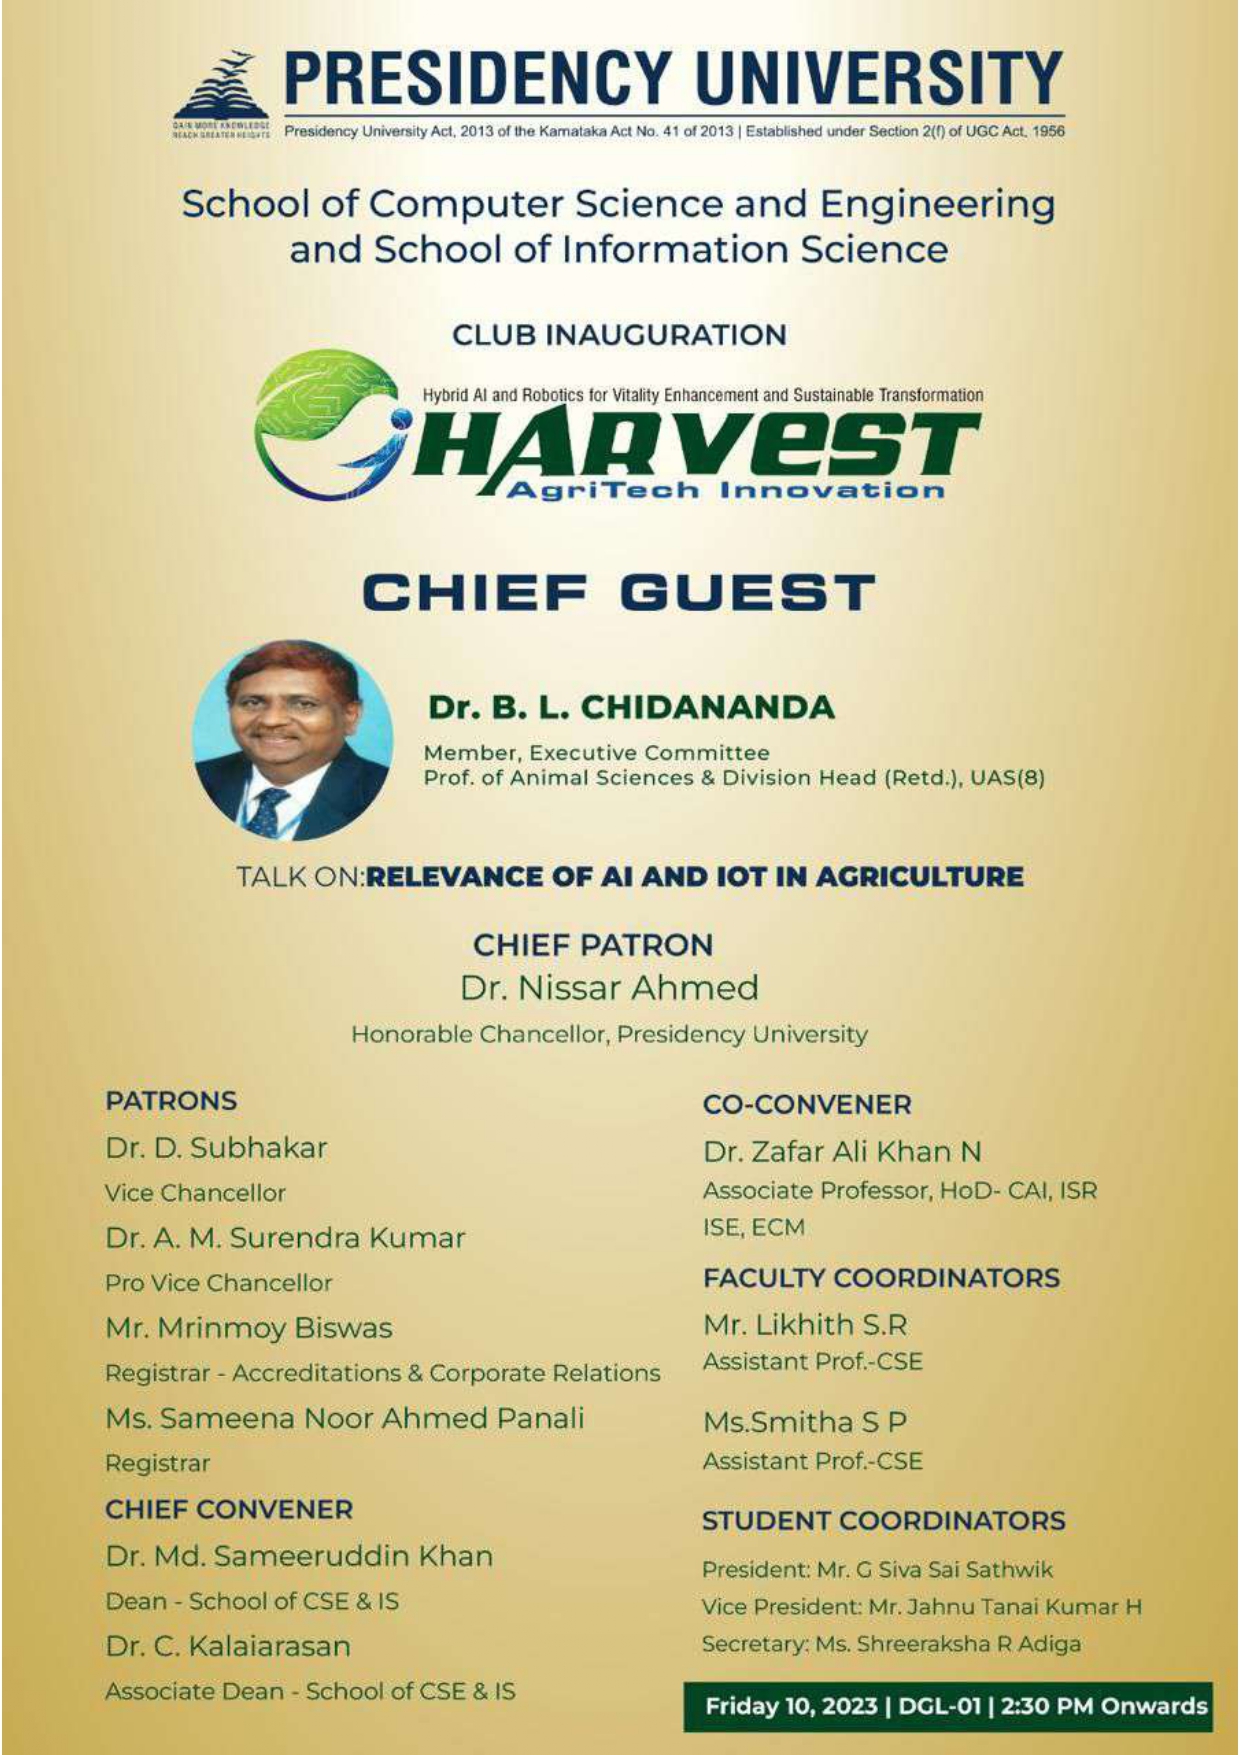 PRESIDENCY UNIVERSITY
GAIN MORE KNOWLEDGE
REACH GREATER HEIGHTS
Presidency University Act, 2013 of the Karnataka Act No. 41 of 2013 | Established under Section 2(f) of UGC Act, 1956
School of Computer Science and Engineering
and School of Information Science
CLUB INAUGURATION
Hybrid AI and Robotics for Vitality Enhancement and Sustainable Transformation
HARVEST
AgriTech Innovation
CHIEF GUEST
Dr. B. L. CHIDANANDA
Member, Executive Committee
Prof. of Animal Sciences & Division Head (Retd.), UAS(8)
TALK ON:RELEVANCE OF AI AND IOT IN AGRICULTURE
CHIEF PATRON
Dr. Nissar Ahmed
Honorable Chancellor, Presidency University
PATRONS
Dr. D. Subhakar
Vice Chancellor
Dr. A. M. Surendra Kumar
Pro Vice Chancellor
Mr. Mrinmoy Biswas
Registrar - Accreditations & Corporate Relations
Ms. Sameena Noor Ahmed Panali
Registrar
CHIEF CONVENER
Dr. Md. Sameeruddin Khan
Dean - School of CSE & IS
Dr. C. Kalaiarasan
Associate Dean - School of CSE & IS
CO-CONVENER
Dr. Zafar Ali Khan N
Associate Professor, HoD- CAI, ISR
ISE, ECM
FACULTY COORDINATORS
Mr. Likhith S.R
Assistant Prof.-CSE
Ms.Smitha S P
Assistant Prof.-CSE
STUDENT COORDINATORS
President: Mr. G Siva Sai Sathwik
Vice President: Mr. Jahnu Tanai Kumar H
Secretary: Ms. Shreeraksha R Adiga
Friday 10, 2023 | DGL-01 | 2:30 PM Onwards